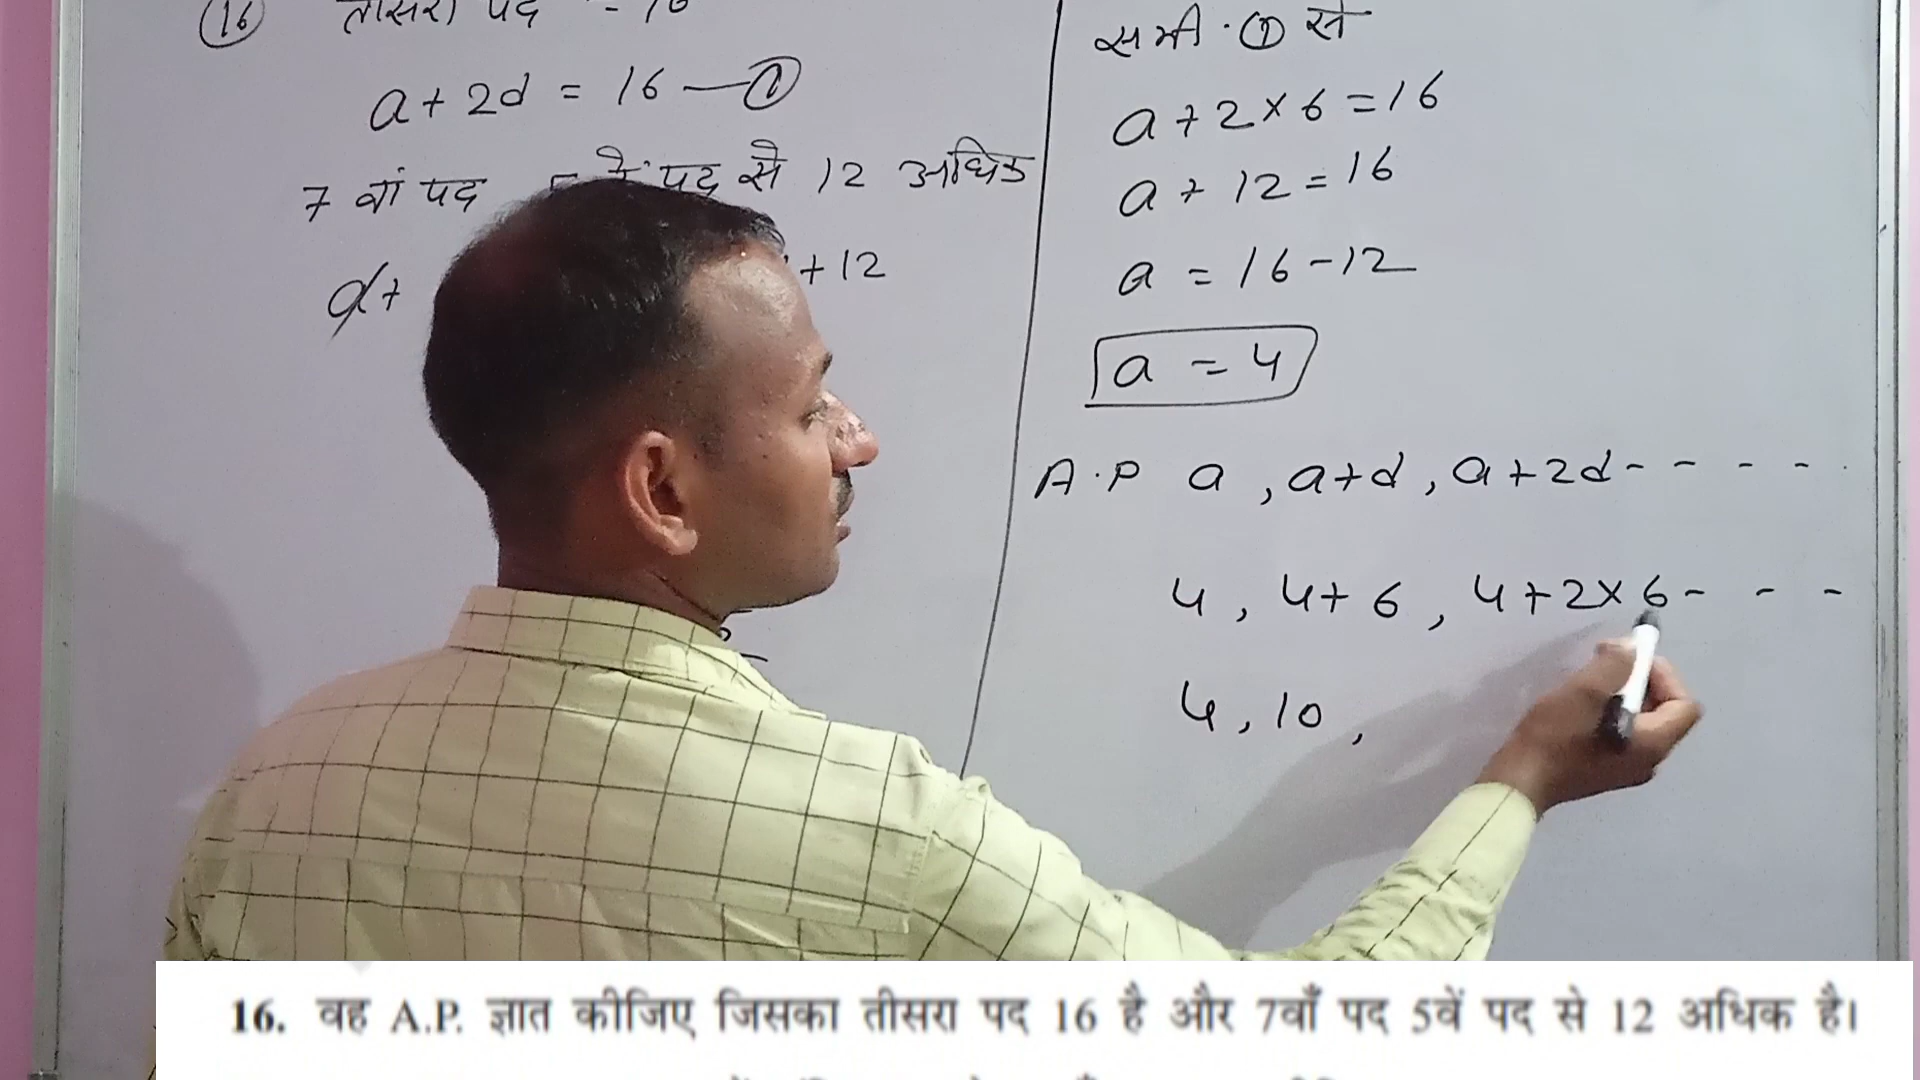 16 तीसरा पद = 16
a + 2d = 16 — 1
7 वां पद पद से 12 अधिक
a +
+ 12
समी. 1 से
a + 2 × 6 = 16
a + 12 = 16
a = 16 - 12
a = 4
A.P a , a+d , a+2d - - - -
4 , 4+6 , 4+2×6 - - -
4 , 10 ,
16. वह A.P. ज्ञात कीजिए जिसका तीसरा पद 16 है और 7वाँ पद 5वें पद से 12 अधिक है।